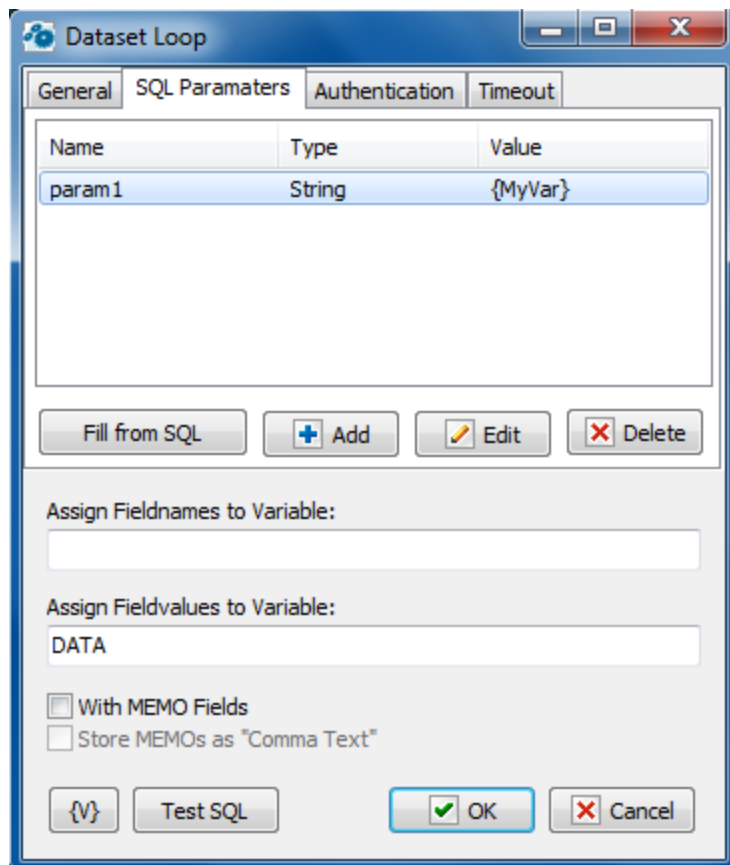 Dataset Loop
General SQL Paramaters Authentication Timeout
Name Type Value
param1 String {MyVar}
Fill from SQL Add Edit Delete
Assign Fieldnames to Variable:
Assign Fieldvalues to Variable:
DATA
With MEMO Fields
Store MEMOs as "Comma Text"
{V} Test SQL OK Cancel